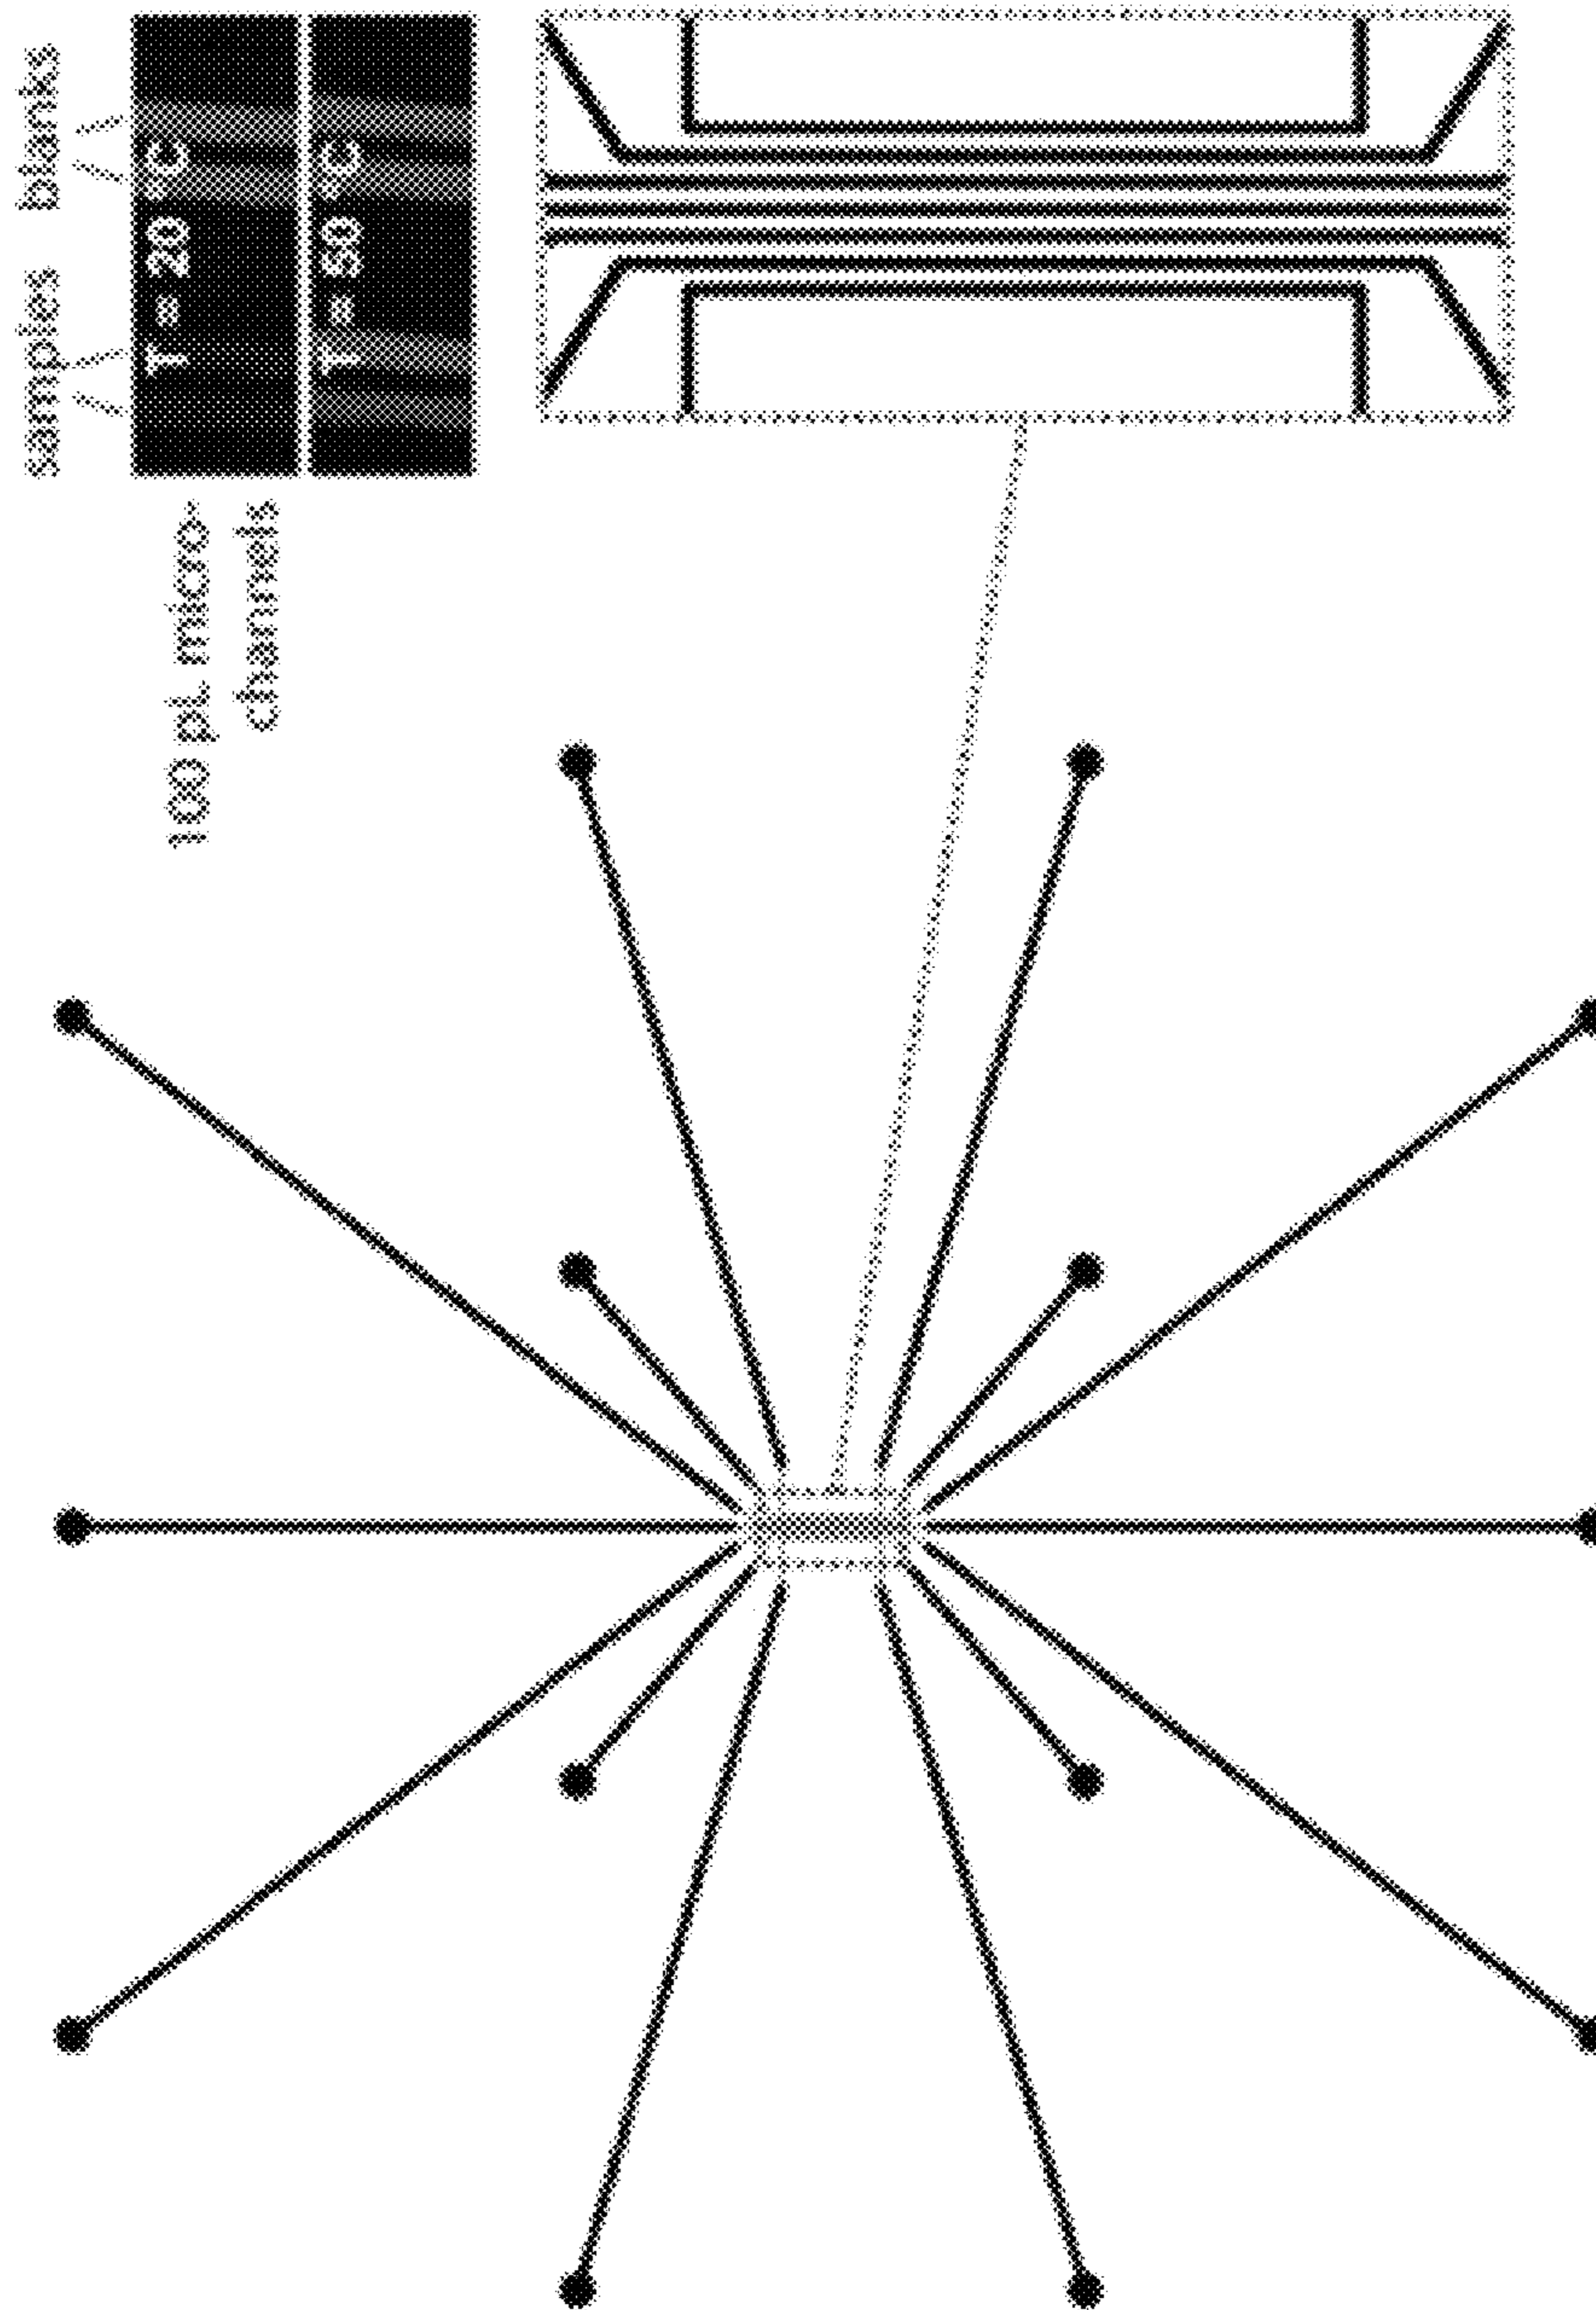 samples blanks
T = 20 °C
T = 50 °C
100 pL micro-
channels